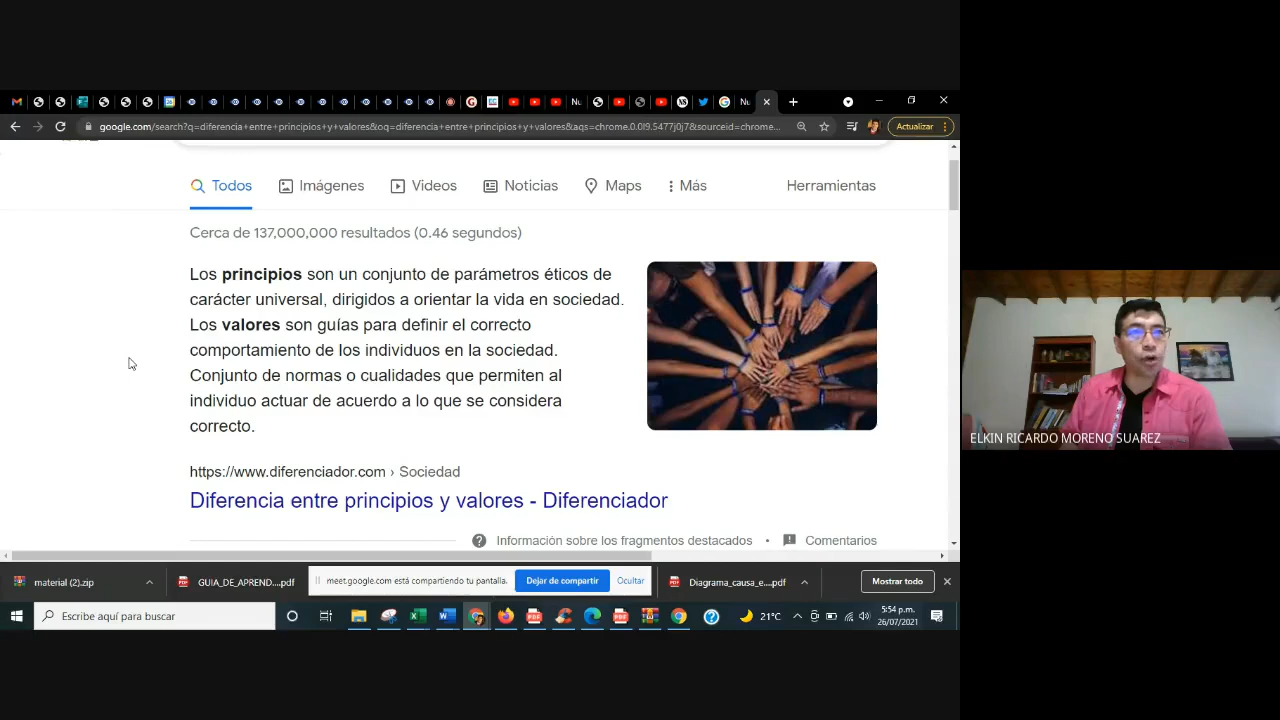 Nu
Nu
google.com/search?q=diferencia+entre+principios+y+valores&oq=diferencia+entre+principios+y+valores&aqs=chrome.0.0l9.5477j0j7&sourceid=chrome...
Actualizar
Todos Imágenes Videos Noticias Maps Más Herramientas
Cerca de 137,000,000 resultados (0.46 segundos)
Los principios son un conjunto de parámetros éticos de
carácter universal, dirigidos a orientar la vida en sociedad.
Los valores son guías para definir el correcto
comportamiento de los individuos en la sociedad.
Conjunto de normas o cualidades que permiten al
individuo actuar de acuerdo a lo que se considera
correcto.
https://www.diferenciador.com › Sociedad
Diferencia entre principios y valores - Diferenciador
Información sobre los fragmentos destacados • Comentarios
ELKIN RICARDO MORENO SUAREZ
material (2).zip GUIA_DE_APREND....pdf meet.google.com está compartiendo tu pantalla. Dejar de compartir Ocultar Diagrama_causa_e....pdf Mostrar todo
Escribe aquí para buscar 21°C 5:54 p.m.
26/07/2021